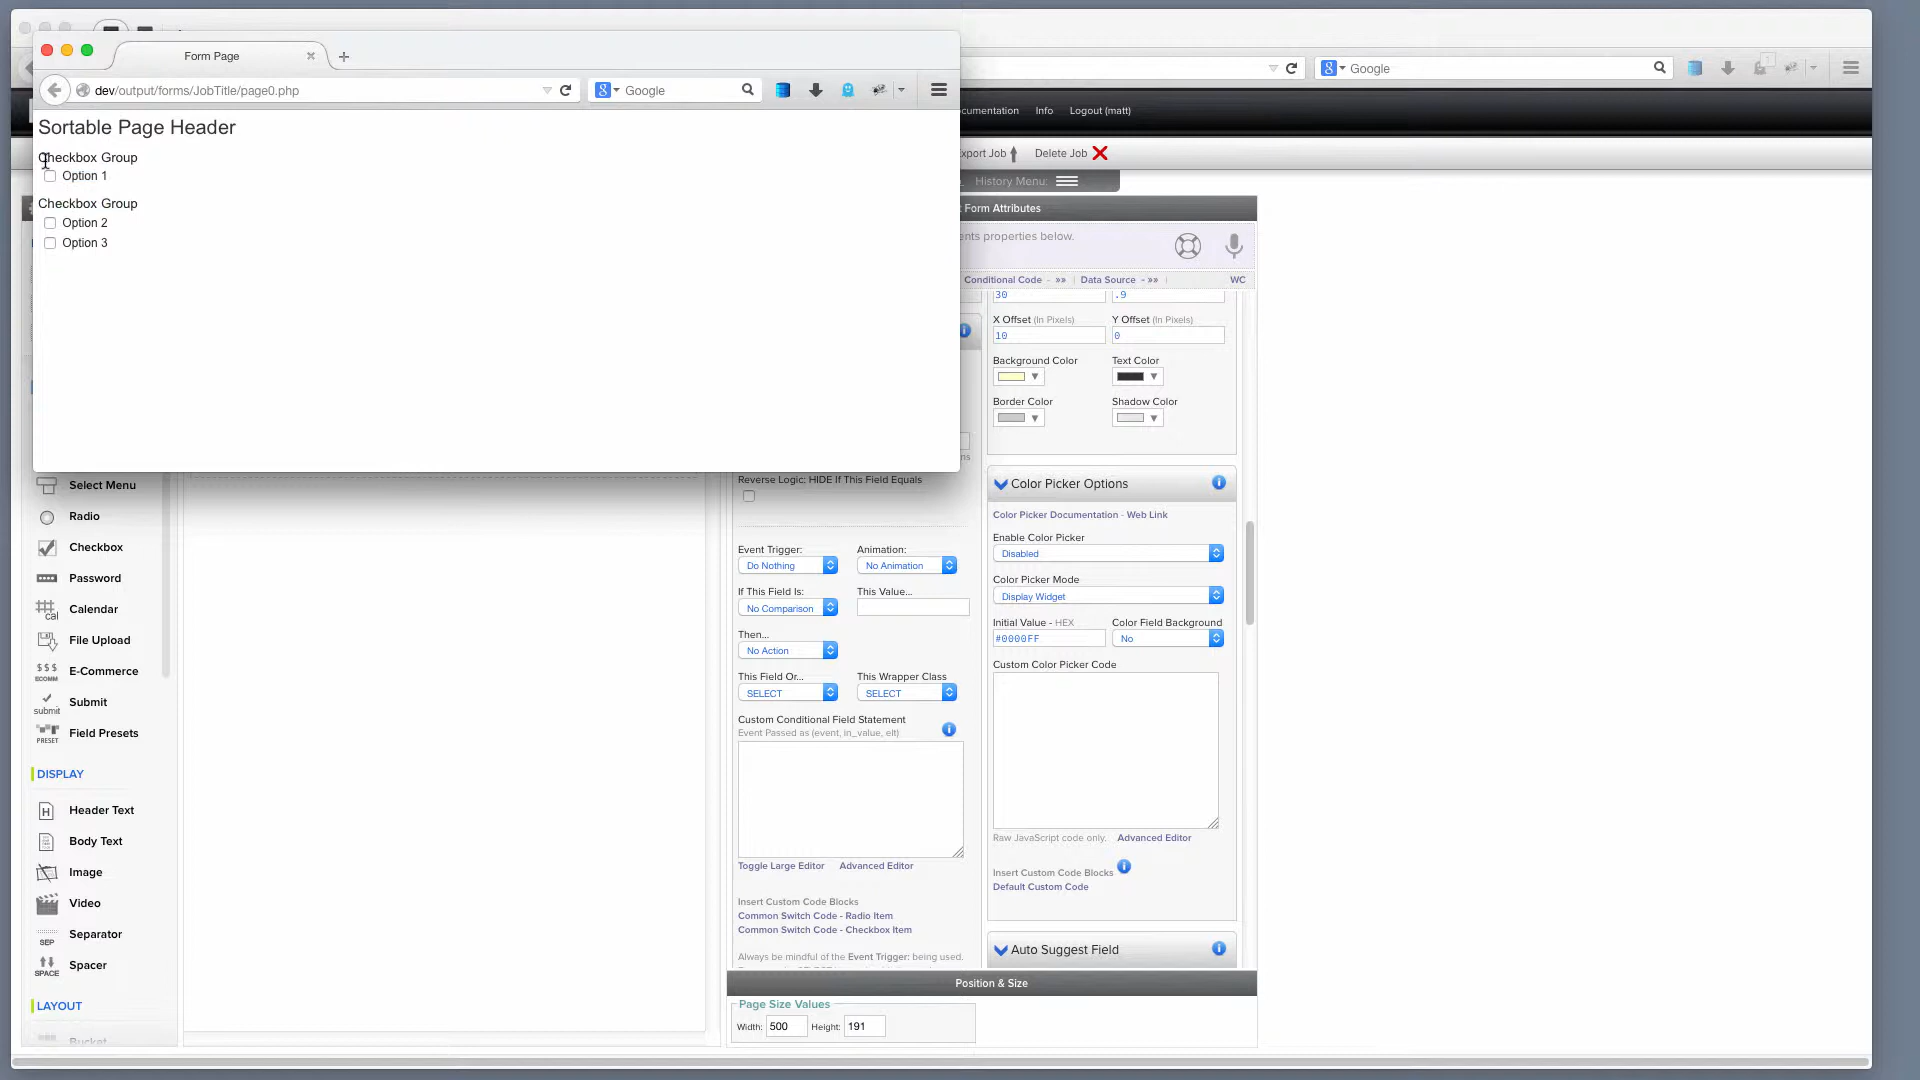 Form Page
dev/output/forms/JobTitle/page0.php
Google
Google
Sortable Page Header
Checkbox Group
Option 1
Checkbox Group
Option 2
Option 3
Info
Logout (matt)
Delete Job
History Menu:
Form Attributes
properties below.
Conditional Code - »»
Data Source - »»
WC
30
.9
X Offset (In Pixels)
Y Offset (In Pixels)
10
0
Background Color
Text Color
Border Color
Shadow Color
Select Menu
Radio
Checkbox
Password
cal
Calendar
File Upload
$ $ $
ECOMM
E-Commerce
submit
Submit
PRESET
Field Presets
DISPLAY
H
Header Text
Body Text
Image
Video
SEP
Separator
SPACE
Spacer
LAYOUT
Bucket
Reverse Logic: HIDE If This Field Equals
Event Trigger:
Animation:
Do Nothing
No Animation
If This Field Is:
This Value...
No Comparison
Then...
No Action
This Field Or...
This Wrapper Class
SELECT
SELECT
Custom Conditional Field Statement
Event Passed as (event, in_value, elt)
Toggle Large Editor
Advanced Editor
Insert Custom Code Blocks
Common Switch Code - Radio Item
Common Switch Code - Checkbox Item
Always be mindful of the Event Trigger: being used.
Color Picker Options
Color Picker Documentation - Web Link
Enable Color Picker
Disabled
Color Picker Mode
Display Widget
Initial Value - HEX
Color Field Background
#0000FF
No
Custom Color Picker Code
Raw JavaScript code only.
Advanced Editor
Insert Custom Code Blocks
Default Custom Code
Auto Suggest Field
Position & Size
Page Size Values
Width: 500
Height: 191